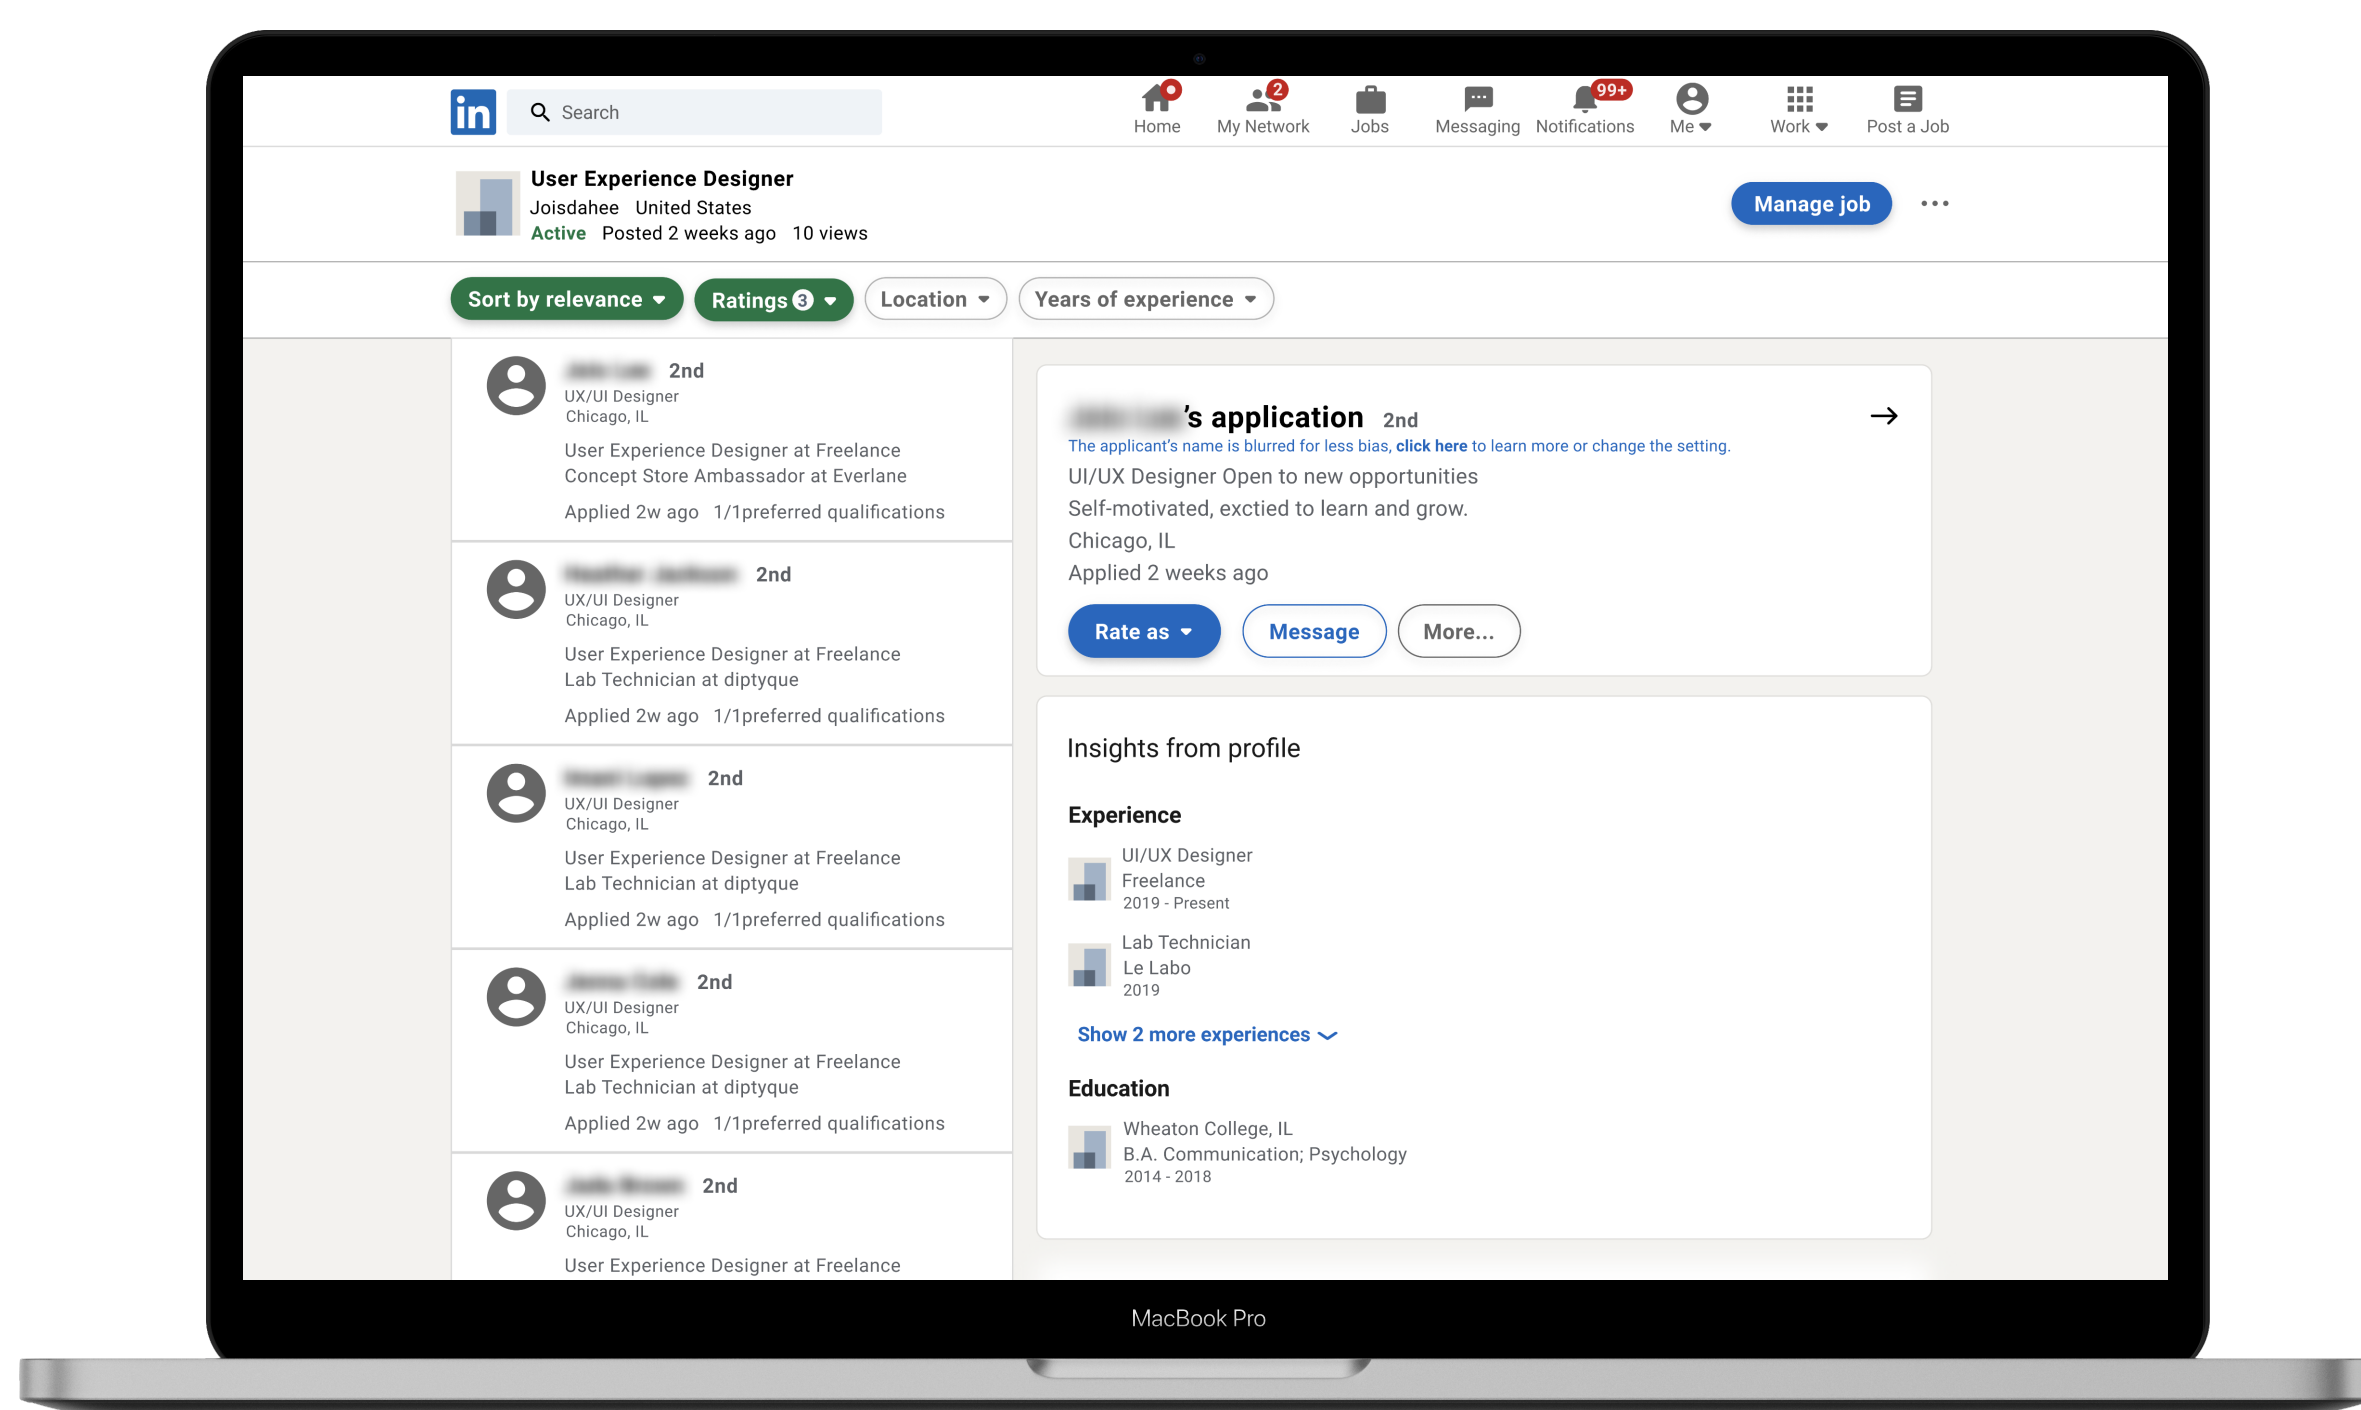 in
Search
2
99+
Home
My Network
Jobs
Messaging
Notifications
Me
Work
Post a Job
User Experience Designer
Joisdahee United States
Active Posted 2 weeks ago 10 views
Manage job
Sort by relevance
Ratings 3
Location
Years of experience
2nd
UX/UI Designer
Chicago, IL
User Experience Designer at Freelance
Concept Store Ambassador at Everlane
Applied 2w ago 1/1preferred qualifications
2nd
UX/UI Designer
Chicago, IL
User Experience Designer at Freelance
Lab Technician at diptyque
Applied 2w ago 1/1preferred qualifications
2nd
UX/UI Designer
Chicago, IL
User Experience Designer at Freelance
Lab Technician at diptyque
Applied 2w ago 1/1preferred qualifications
2nd
UX/UI Designer
Chicago, IL
User Experience Designer at Freelance
Lab Technician at diptyque
Applied 2w ago 1/1preferred qualifications
2nd
UX/UI Designer
Chicago, IL
User Experience Designer at Freelance
's application 2nd
The applicant's name is blurred for less bias, click here to learn more or change the setting.
UI/UX Designer Open to new opportunities
Self-motivated, exctied to learn and grow.
Chicago, IL
Applied 2 weeks ago
Rate as
Message
More...
Insights from profile
Experience
UI/UX Designer
Freelance
2019 - Present
Lab Technician
Le Labo
2019
Show 2 more experiences
Education
Wheaton College, IL
B.A. Communication; Psychology
2014 - 2018
MacBook Pro